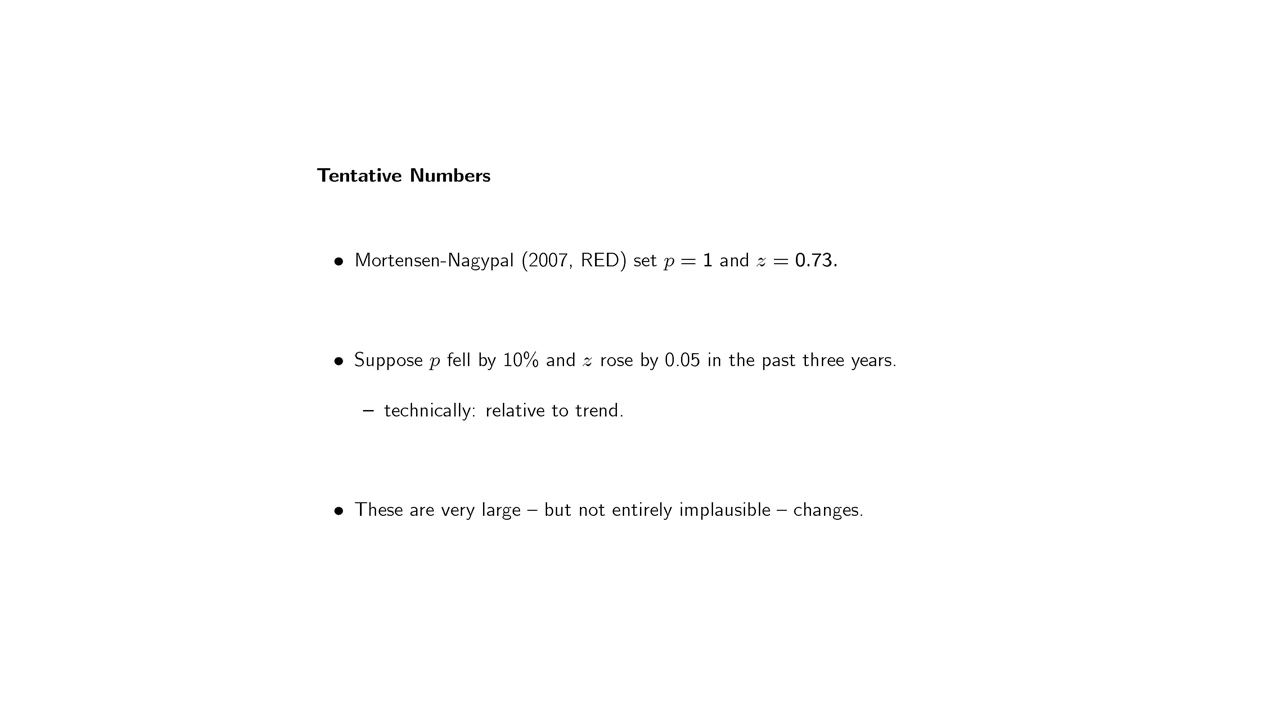 Tentative Numbers
• Mortensen-Nagypal (2007, RED) set p = 1 and z = 0.73.
• Suppose p fell by 10% and z rose by 0.05 in the past three years.
– technically: relative to trend.
• These are very large – but not entirely implausible – changes.